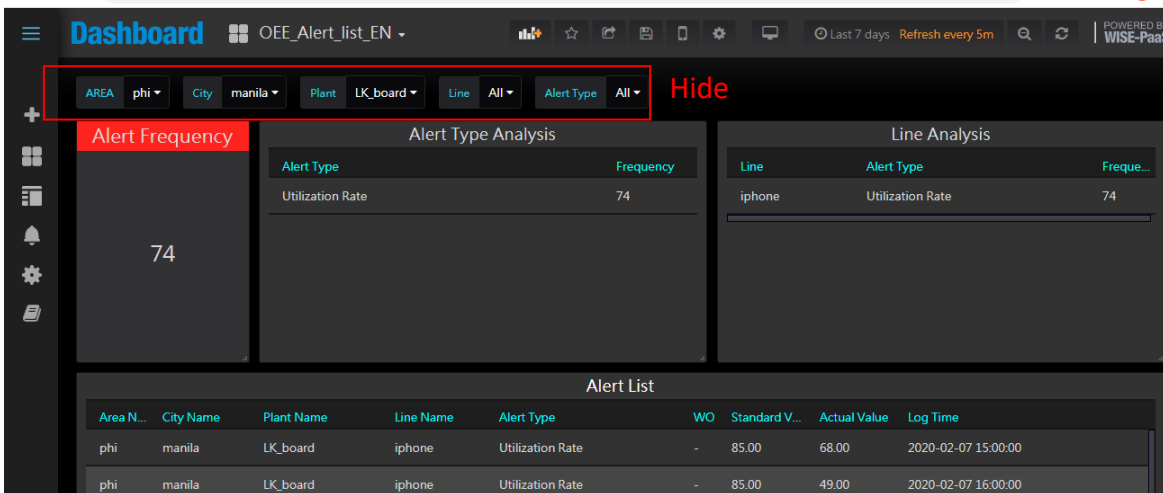 Dashboard OEE_Alert_list_EN Last 7 days Refresh every 5m POWERED B
WISE-PaaS
AREA phi City manila Plant LK_board Line All Alert Type All Hide
Alert Frequency Alert Type Analysis Line Analysis
Alert Type Frequency Line Alert Type Freque...
Utilization Rate 74 iphone Utilization Rate 74
74
Alert List
Area N... City Name Plant Name Line Name Alert Type WO Standard V... Actual Value Log Time
phi manila LK_board iphone Utilization Rate - 85.00 68.00 2020-02-07 15:00:00
phi manila LK_board iphone Utilization Rate - 85.00 49.00 2020-02-07 16:00:00